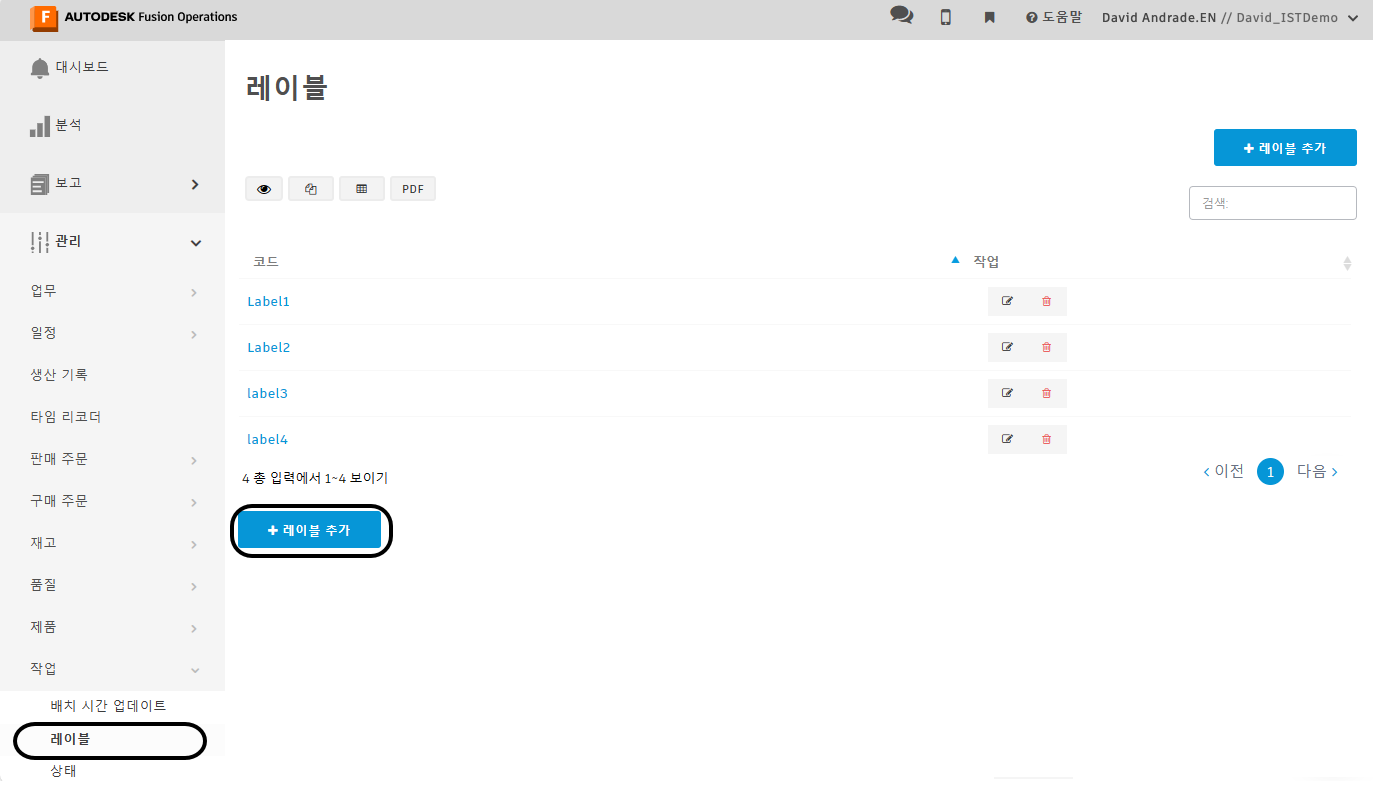 F AUTODESK Fusion Operations
도움말 David Andrade.EN // David_ISTDemo
대시보드
분석
보고
관리
업무
일정
생산 기록
타임 리코더
판매 주문
구매 주문
재고
품질
제품
작업
배치 시간 업데이트
레이블
상태
레이블
+ 레이블 추가
PDF
검색:
코드 작업
Label1
Label2
label3
label4
4 총 입력에서 1~4 보이기
이전 1 다음
+ 레이블 추가